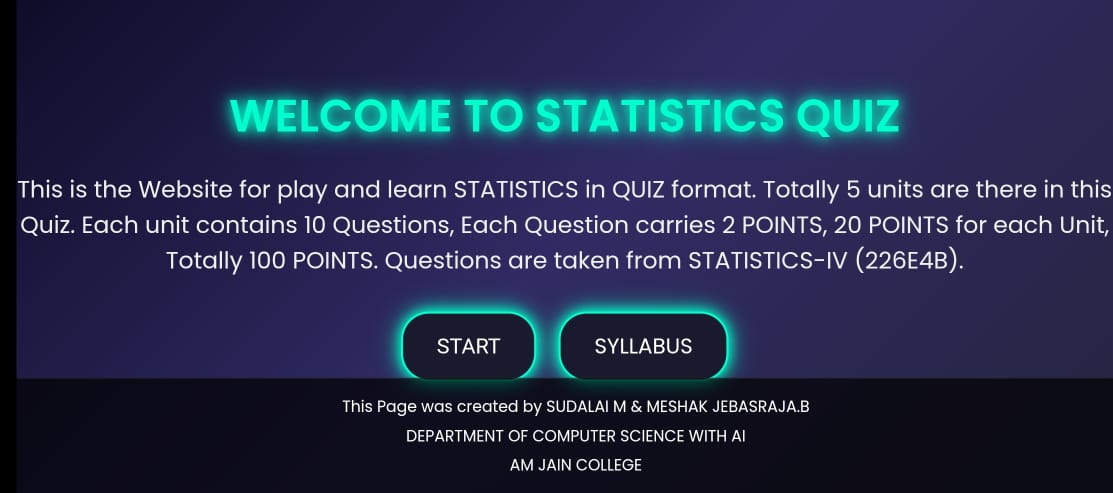 WELCOME TO STATISTICS QUIZ
This is the Website for play and learn STATISTICS in QUIZ format. Totally 5 units are there in this
Quiz. Each unit contains 10 Questions, Each Question carries 2 POINTS, 20 POINTS for each Unit,
Totally 100 POINTS. Questions are taken from STATISTICS-IV (226E4B).
START
SYLLABUS
This Page was created by SUDALAI M & MESHAK JEBASRAJA.B
DEPARTMENT OF COMPUTER SCIENCE WITH AI
AM JAIN COLLEGE